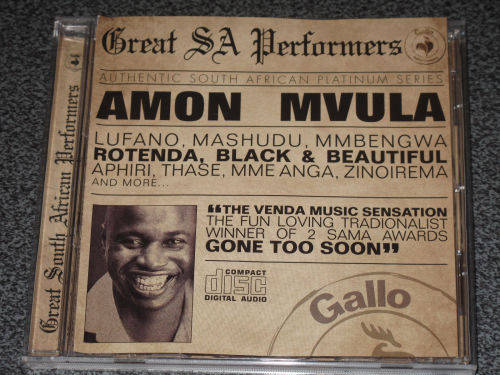 Great SA Performers
AUTHENTIC SOUTH AFRICAN PLATINUM SERIES
AMON MVULA
LUFANO, MASHUDU, MMBENGWA
ROTENDA, BLACK & BEAUTIFUL
APHIRI, THASE, MME ANGA, ZINOIREMA
AND MORE...
"THE VENDA MUSIC SENSATION
THE FUN LOVING TRADIONALIST
WINNER OF 2 SAMA AWARDS
GONE TOO SOON"
COMPACT
disc
DIGITAL AUDIO
Gallo
Great South African Performers